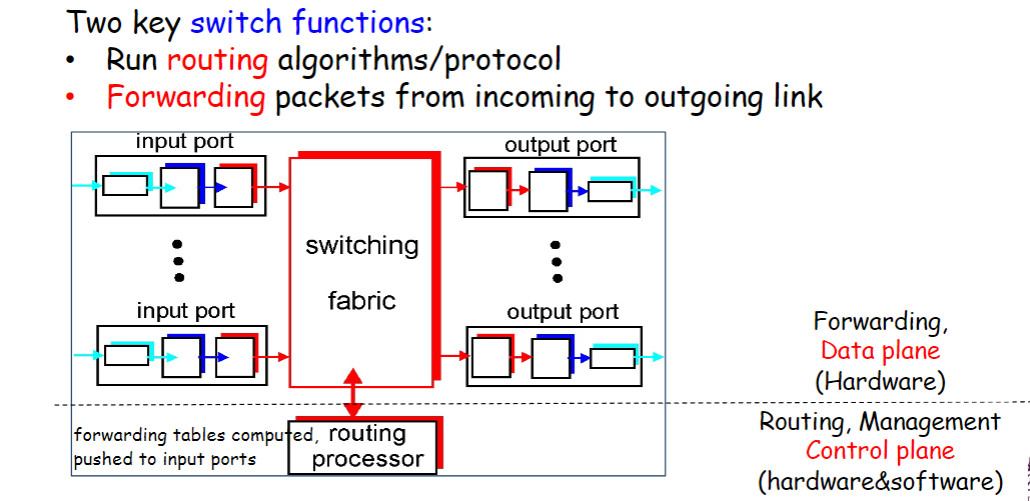 Two key switch functions:
• Run routing algorithms/protocol
• Forwarding packets from incoming to outgoing link
input port
output port
switching
fabric
input port
output port
Forwarding,
Data plane
(Hardware)
forwarding tables computed,
pushed to input ports
routing
processor
Routing, Management
Control plane
(hardware&software)